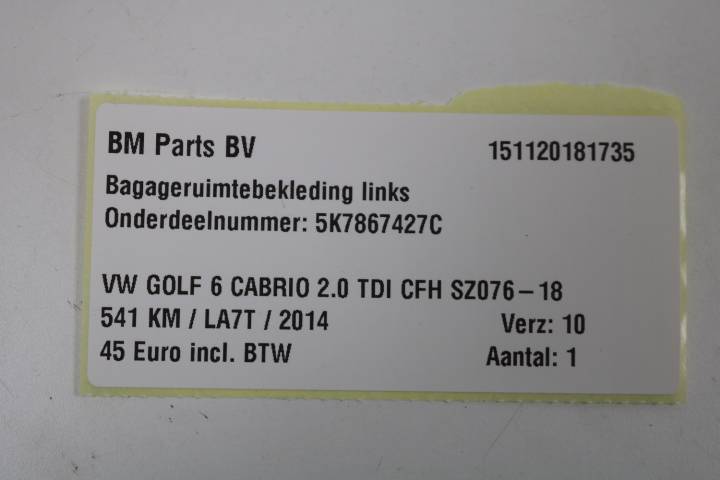 BM Parts BV 151120181735
Bagageruimtebekleding links
Onderdeelnummer: 5K7867427C
VW GOLF 6 CABRIO 2.0 TDI CFH SZ076-18
541 KM / LA7T / 2014 Verz: 10
45 Euro incl. BTW Aantal: 1